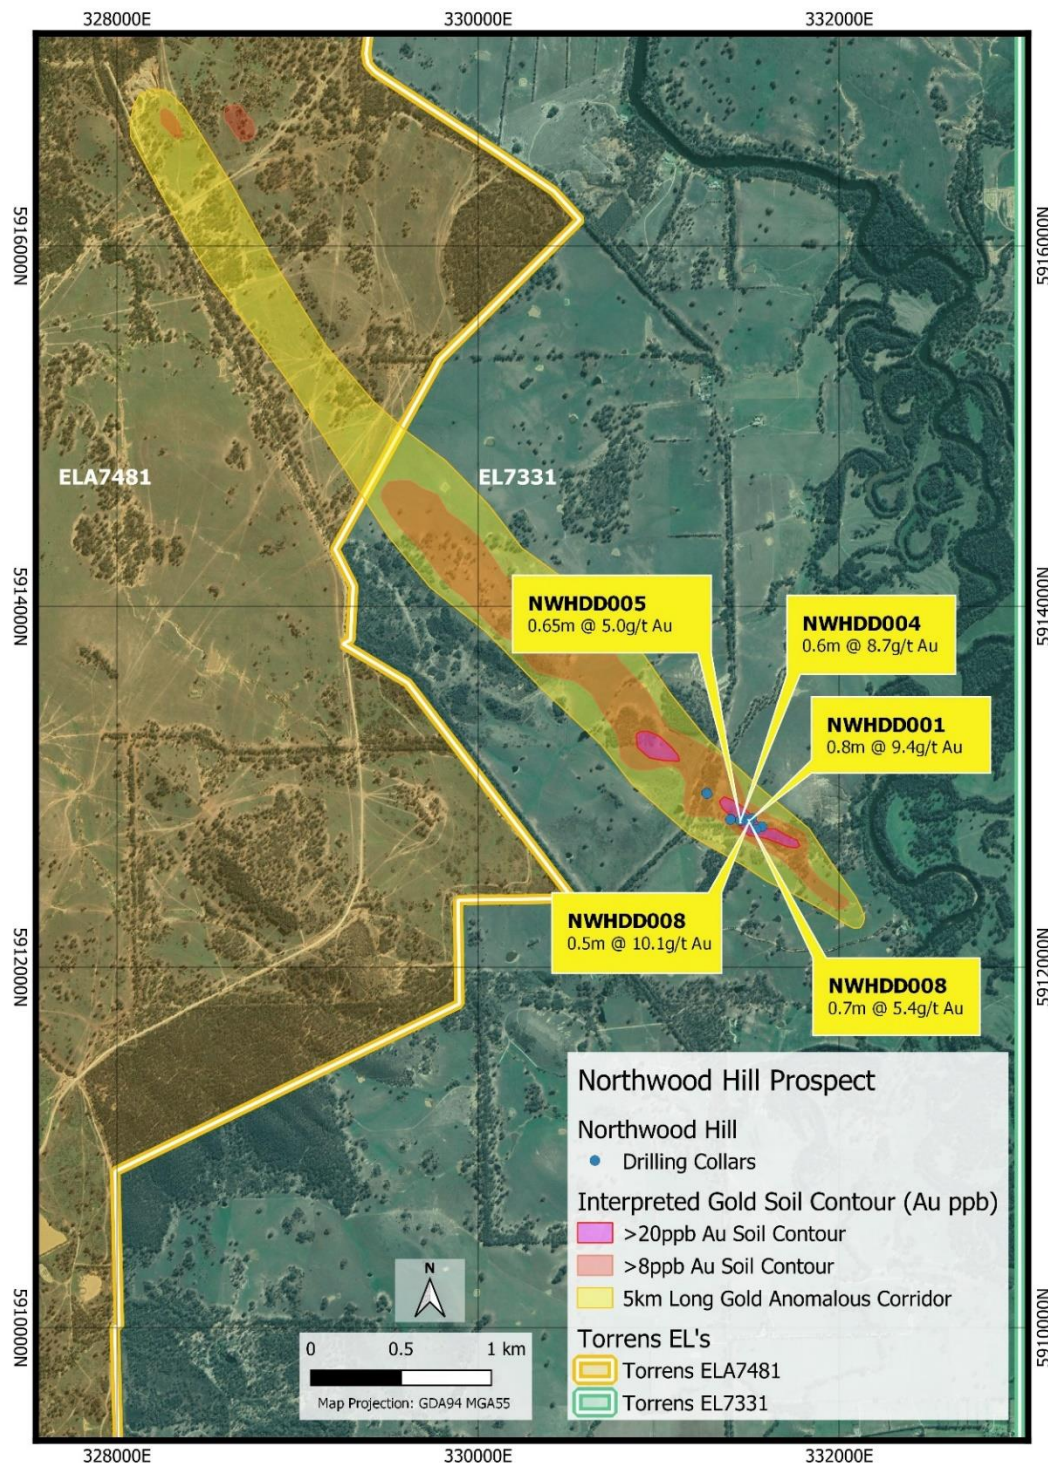 328000E
330000E
332000E
5916000N
5916000N
ELA7481
EL7331
5914000N
5914000N
NWHDD005
0.65m @ 5.0g/t Au
NWHDD004
0.6m @ 8.7g/t Au
NWHDD001
0.8m @ 9.4g/t Au
NWHDD008
0.5m @ 10.1g/t Au
NWHDD008
0.7m @ 5.4g/t Au
5912000N
5912000N
Northwood Hill Prospect
Northwood Hill
Drilling Collars
Interpreted Gold Soil Contour (Au ppb)
>20ppb Au Soil Contour
>8ppb Au Soil Contour
5km Long Gold Anomalous Corridor
Torrens EL's
Torrens ELA7481
Torrens EL7331
N
0 0.5 1 km
Map Projection: GDA94 MGA55
5910000N
5910000N
328000E
330000E
332000E